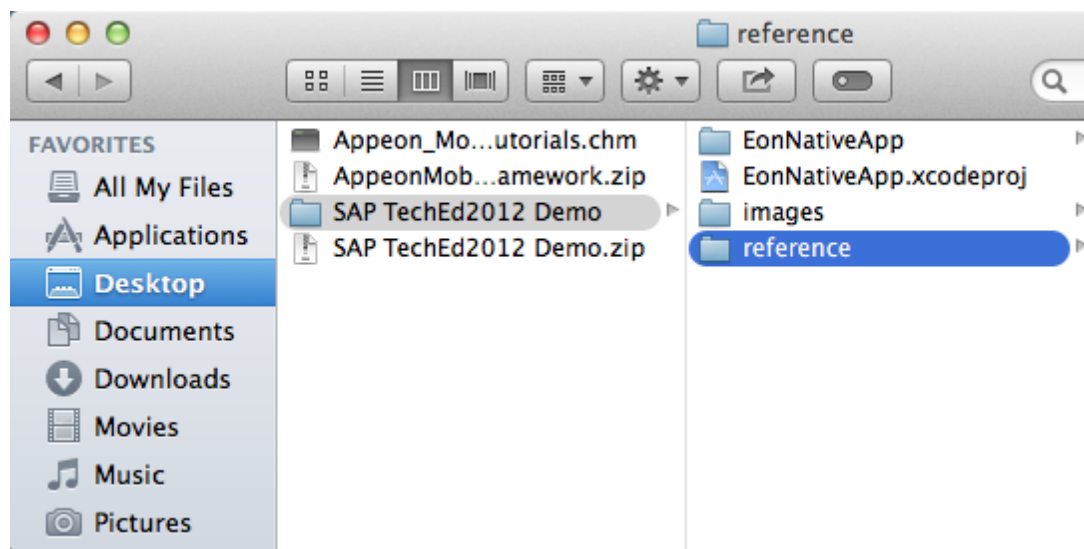 reference
FAVORITES
All My Files
Applications
Desktop
Documents
Downloads
Movies
Music
Pictures
Appeon_Mo...utorials.chm
AppeonMob...amework.zip
SAP TechEd2012 Demo
SAP TechEd2012 Demo.zip
EonNativeApp
EonNativeApp.xcodeproj
images
reference